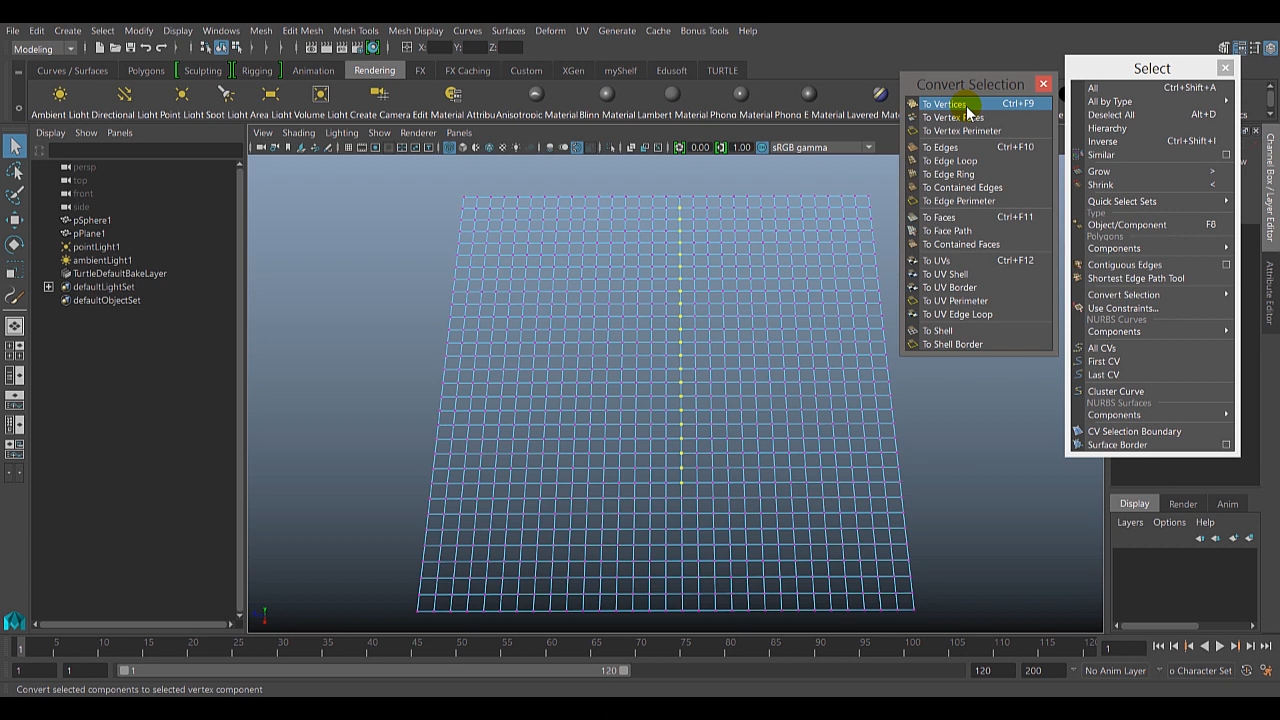 File Edit Create Select Modify Display Windows Mesh Edit Mesh Mesh Tools Mesh Display Curves Surfaces Deform UV Generate Cache Bonus Tools Help
Modeling X: Y: Z:
Curves / Surfaces Polygons Sculpting Rigging Animation Rendering FX FX Caching Custom XGen myShelf Edusoft TURTLE
Ambient Light Directional Light Point Light Spot Light Area Light Volume Light Create Camera Edit Material Attribu Anisotropic Material Blinn Material Lambert Material Phong Material Phong E Material Layered Mate
Display Show Panels
View Shading Lighting Show Renderer Panels
0.00 1.00 sRGB gamma
persp
top
front
side
pSphere1
pPlane1
pointLight1
ambientLight1
TurtleDefaultBakeLayer
defaultLightSet
defaultObjectSet
Convert Selection
To Vertices Ctrl+F9
To Vertex Faces
To Vertex Perimeter
To Edges Ctrl+F10
To Edge Loop
To Edge Ring
To Contained Edges
To Edge Perimeter
To Faces Ctrl+F11
To Face Path
To Contained Faces
To UVs Ctrl+F12
To UV Shell
To UV Border
To UV Perimeter
To UV Edge Loop
To Shell
To Shell Border
Select
All Ctrl+Shift+A
All by Type
Deselect All Alt+D
Hierarchy
Inverse Ctrl+Shift+I
Similar
Grow >
Shrink <
Quick Select Sets
Type
Object/Component F8
Polygons
Components
Contiguous Edges
Shortest Edge Path Tool
Convert Selection
Use Constraints...
NURBS Curves
Components
All CVs
First CV
Last CV
Cluster Curve
NURBS Surfaces
Components
CV Selection Boundary
Surface Border
Channel Box / Layer Editor
Attribute Editor
Display Render Anim
Layers Options Help
5 10 15 20 25 30 35 40 45 50 55 60 65 70 75 80 85 90 95 100 105 110 115 12
1 1
1 1 1 120 120 200 No Anim Layer o Character Set
Convert selected components to selected vertex component